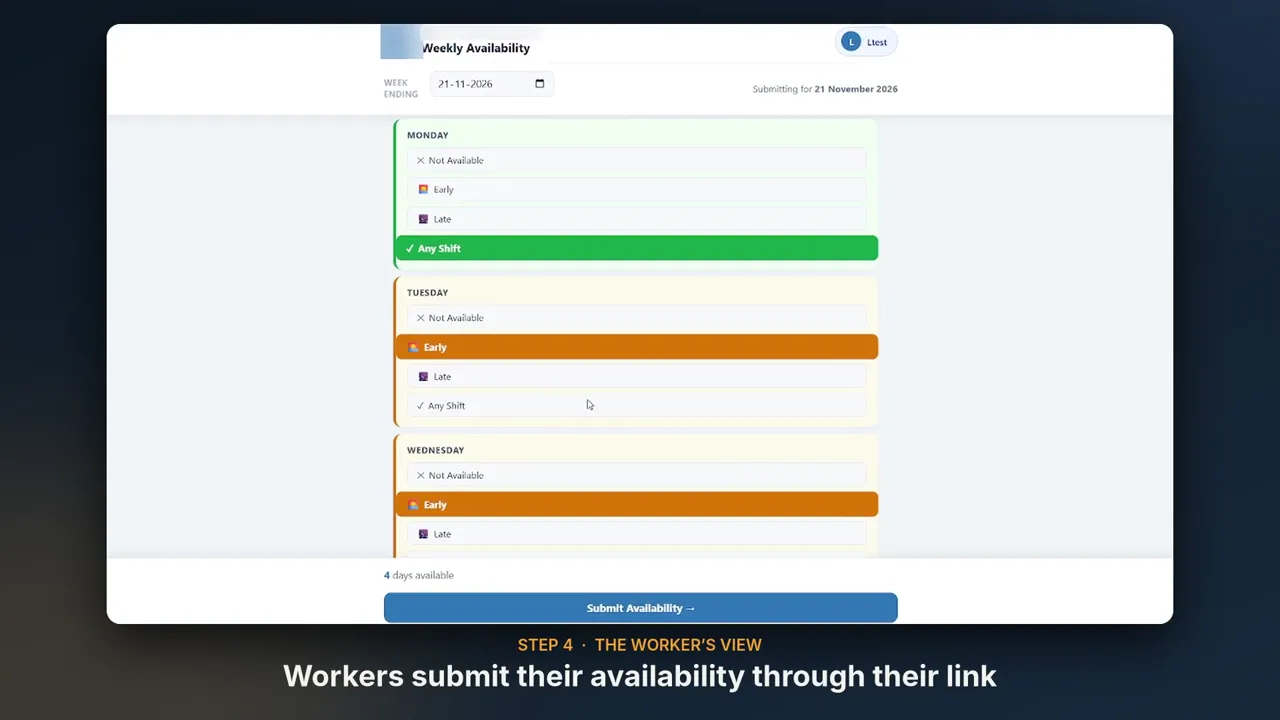 Weekly Availability
L Ltest
WEEK ENDING
21-11-2026
Submitting for 21 November 2026
MONDAY
✕ Not Available
Early
Late
✓ Any Shift
TUESDAY
✕ Not Available
Early
Late
✓ Any Shift
WEDNESDAY
✕ Not Available
Early
Late
4 days available
Submit Availability →
STEP 4 · THE WORKER’S VIEW
Workers submit their availability through their link